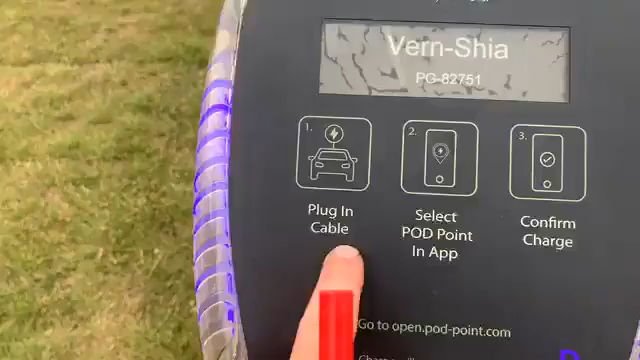 Vern-Shia
PG-82751
1.
Plug In
Cable
2.
Select
POD Point
In App
3.
Confirm
Charge
Go to open.pod-point.com